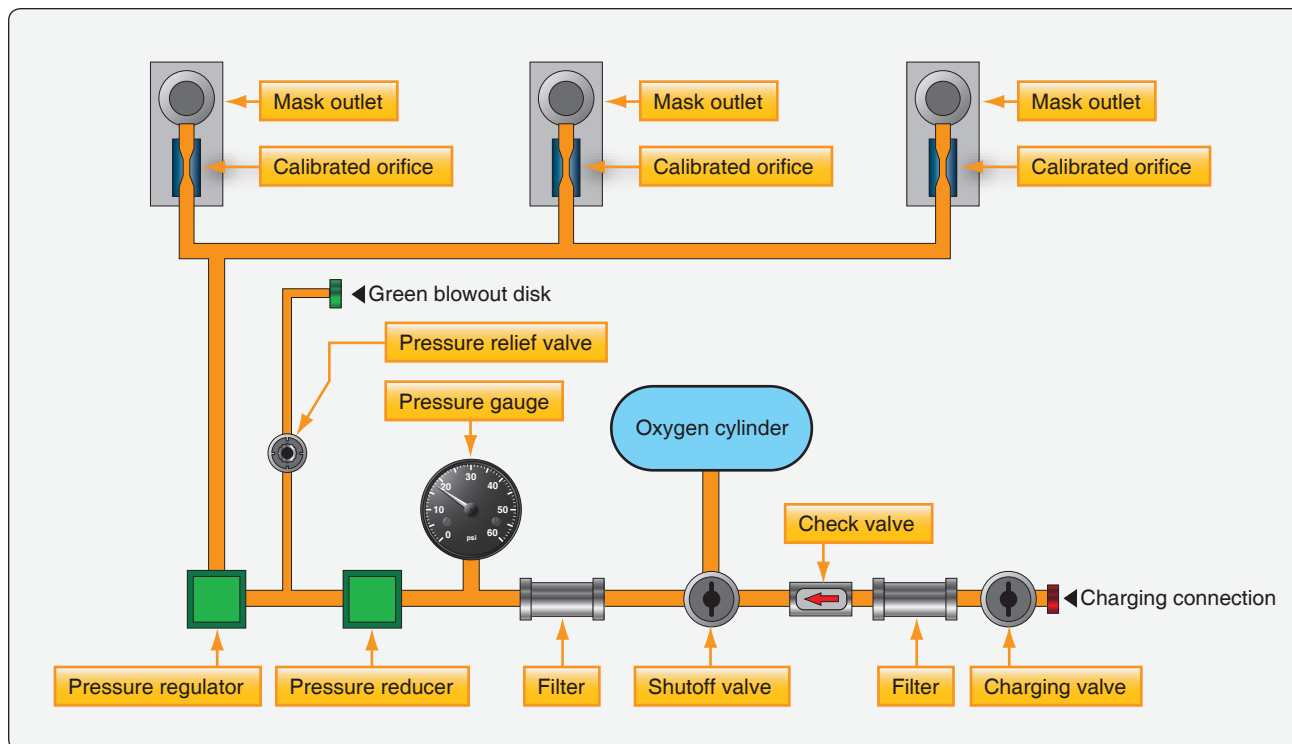 Mask outlet
Mask outlet
Mask outlet
Calibrated orifice
Calibrated orifice
Calibrated orifice
Green blowout disk
Pressure relief valve
Pressure gauge
Oxygen cylinder
0
10
20
30
40
50
60
psi
Check valve
Charging connection
Pressure regulator
Pressure reducer
Filter
Shutoff valve
Filter
Charging valve